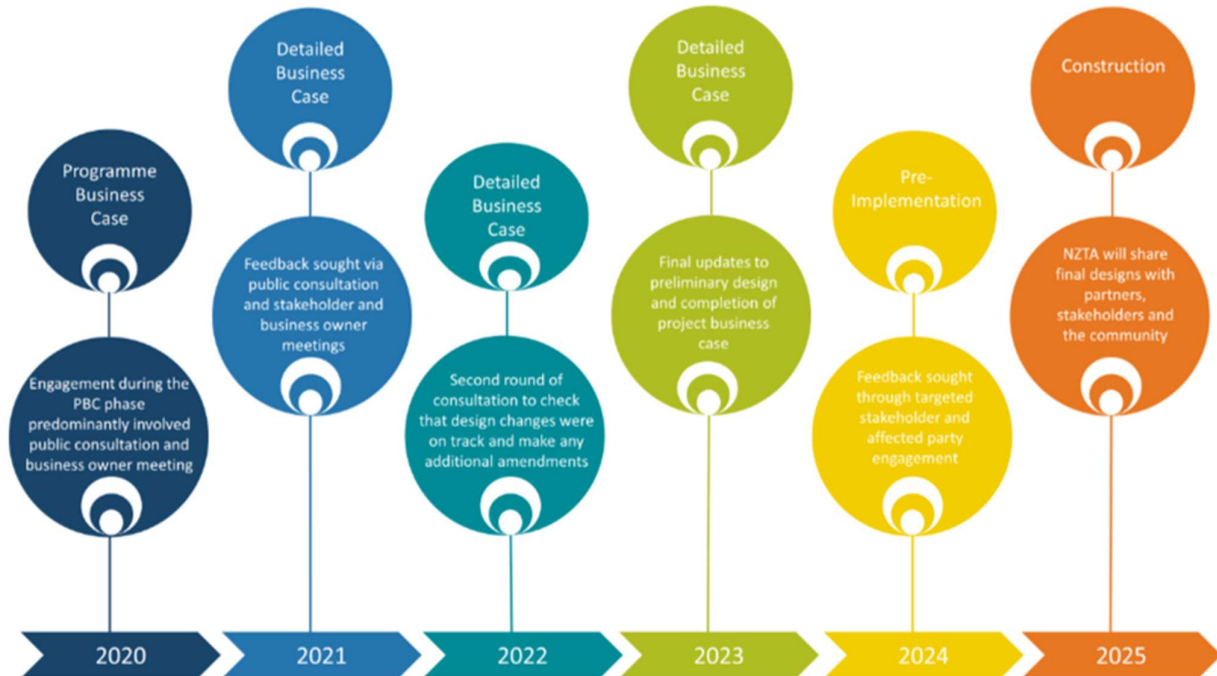 Programme
Business
Case
Engagement during the
PBC phase
predominantly involved
public consultation and
business owner meeting
2020
Detailed
Business
Case
Feedback sought via
public consultation
and stakeholder and
business owner
meetings
2021
Detailed
Business
Case
Second round of
consultation to check
that design changes were
on track and make any
additional amendments
2022
Detailed
Business
Case
Final updates to
preliminary design
and completion of
project business
case
2023
Pre-
Implementation
Feedback sought
through targeted
stakeholder and
affected party
engagement
2024
Construction
NZTA will share
final designs with
partners,
stakeholders and
the community
2025